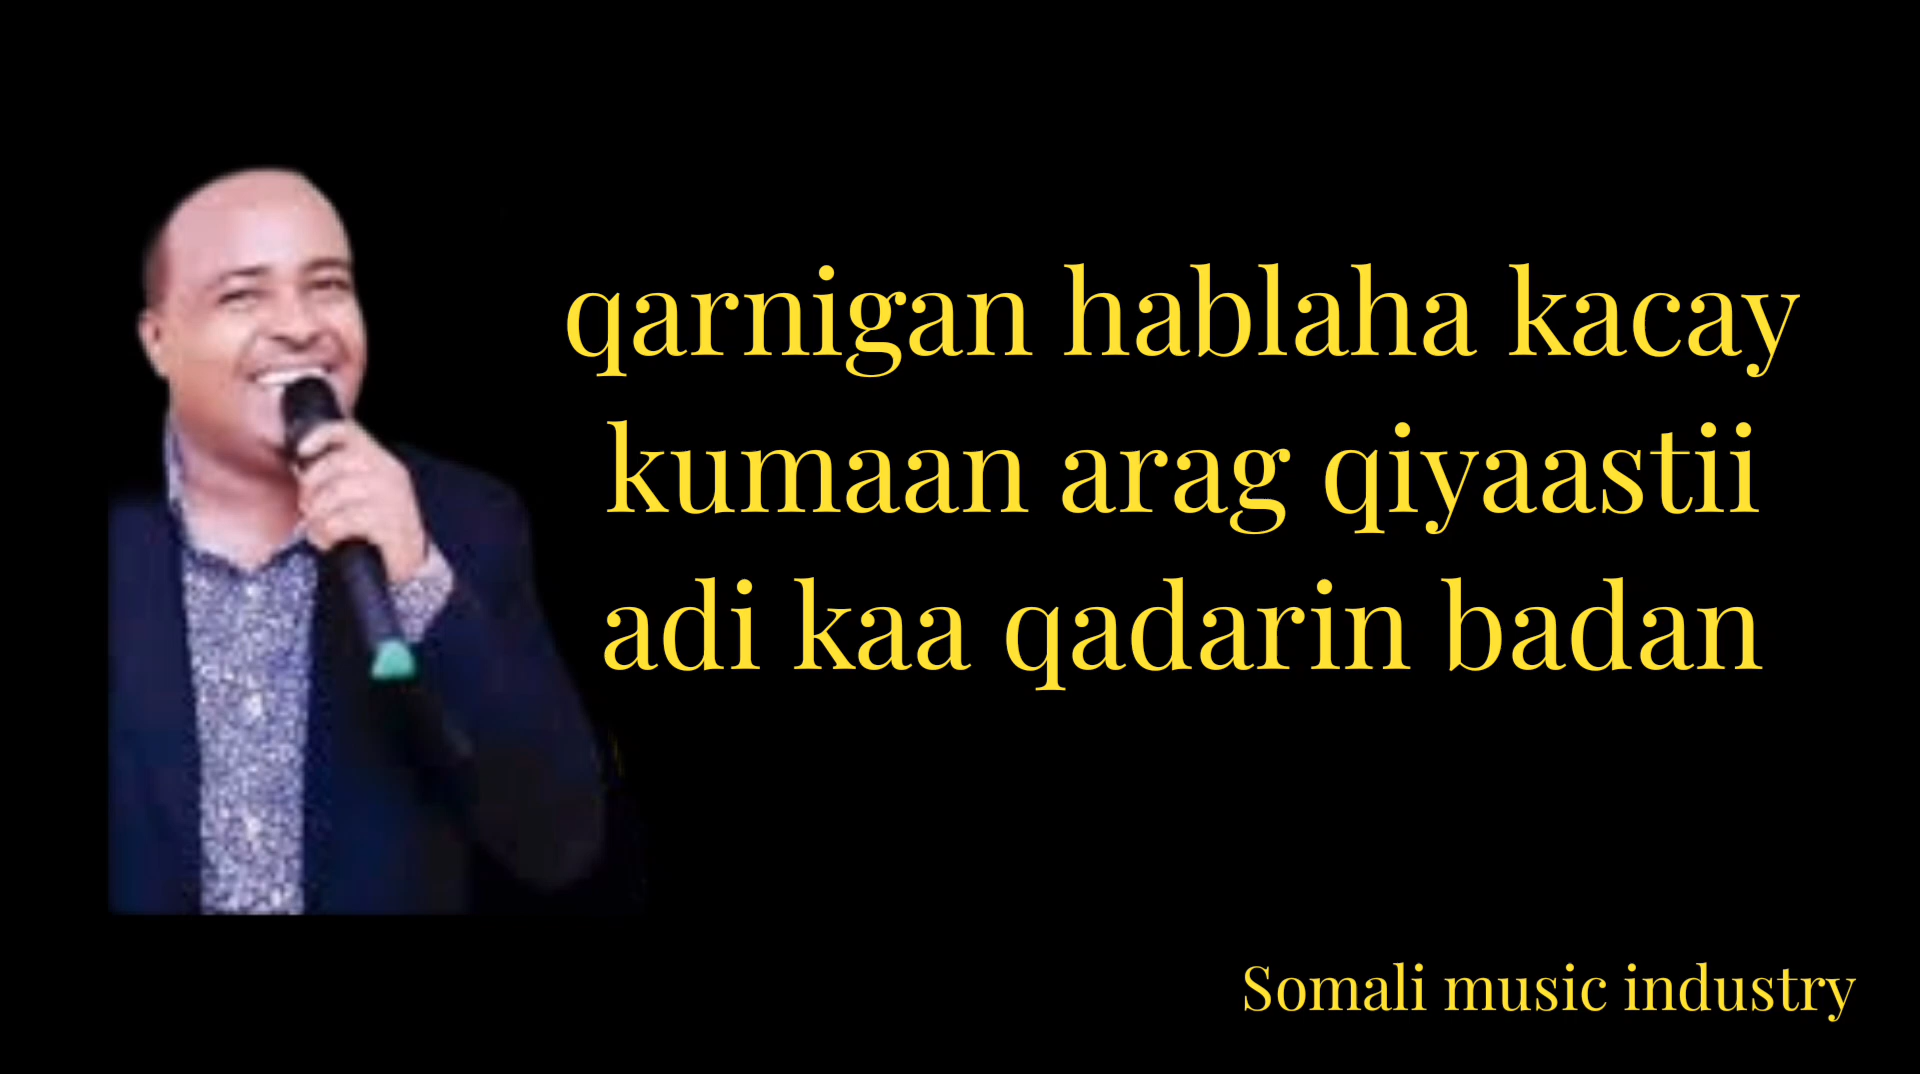 qarnigan hablaha kacay
kumaan arag qiyaastii
adi kaa qadarin badan
Somali music industry